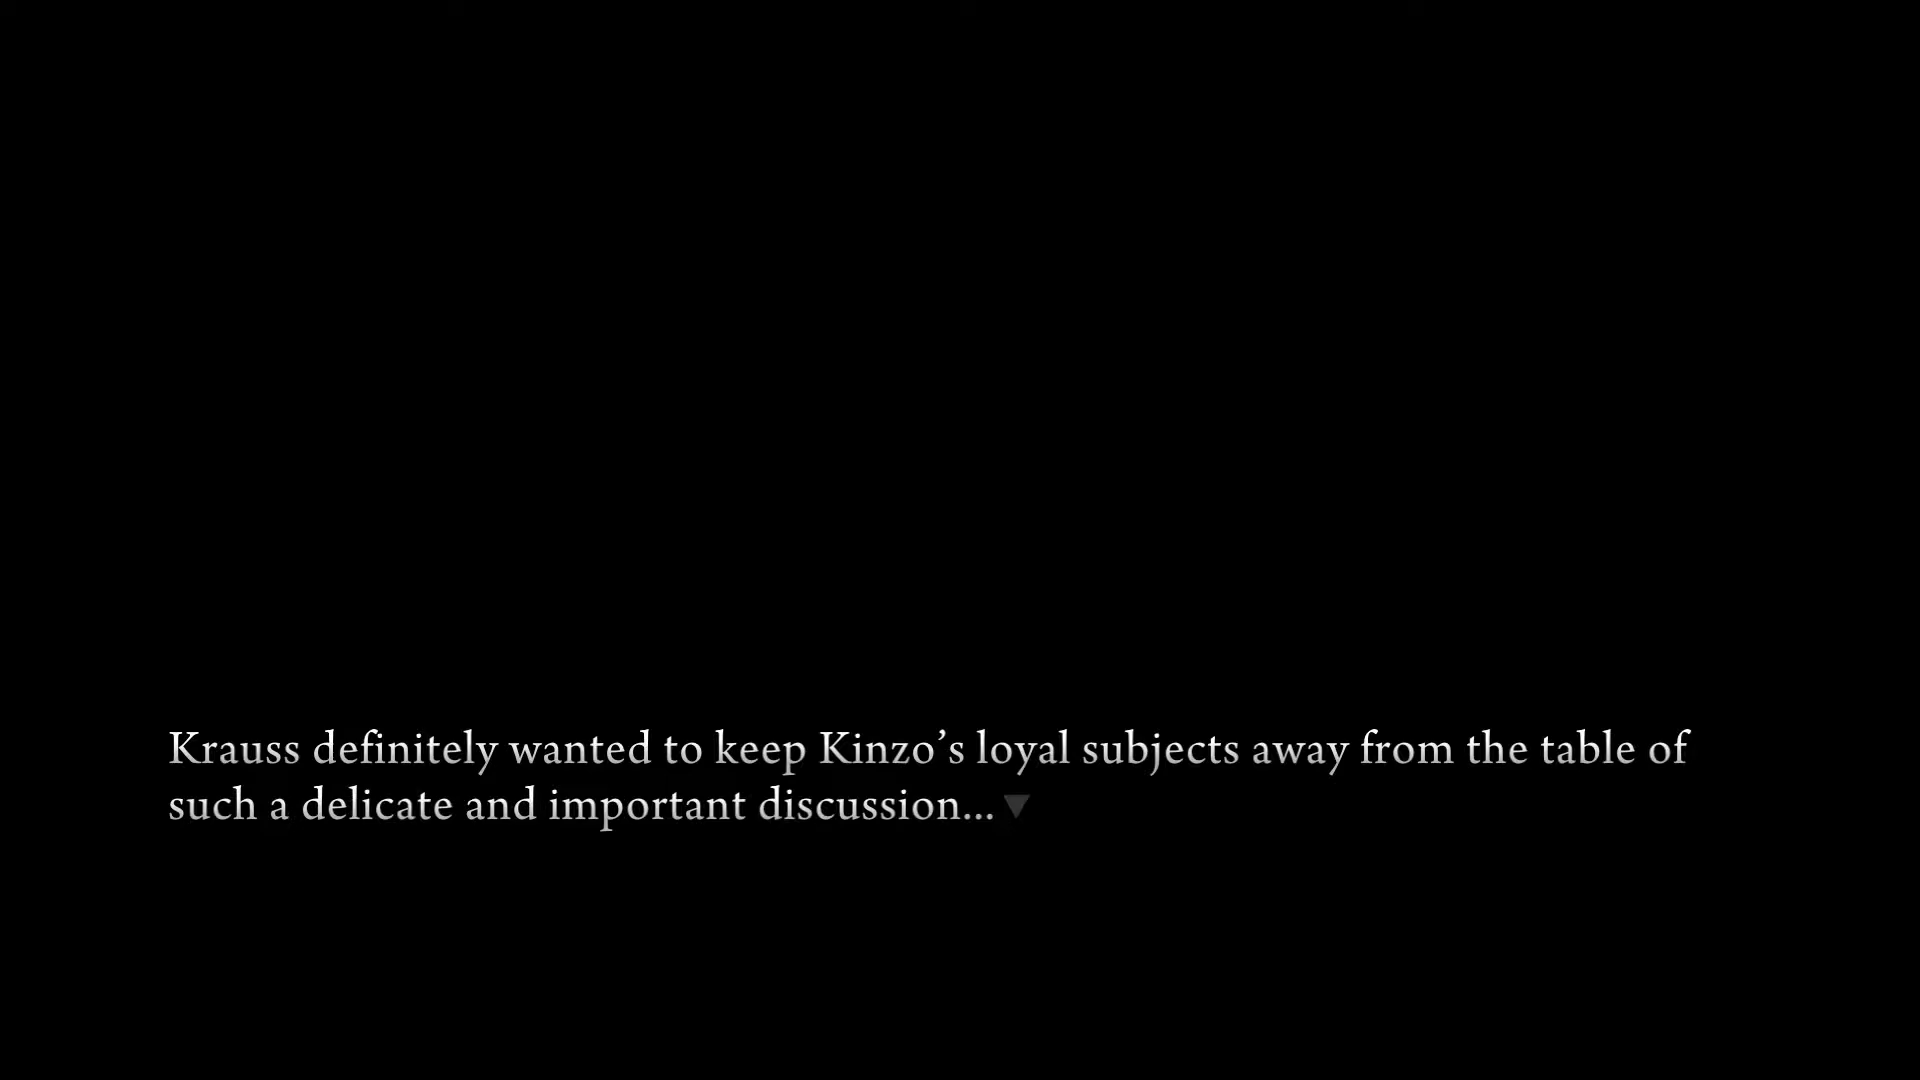 Krauss definitely wanted to keep Kinzo’s loyal subjects away from the table of
such a delicate and important discussion...